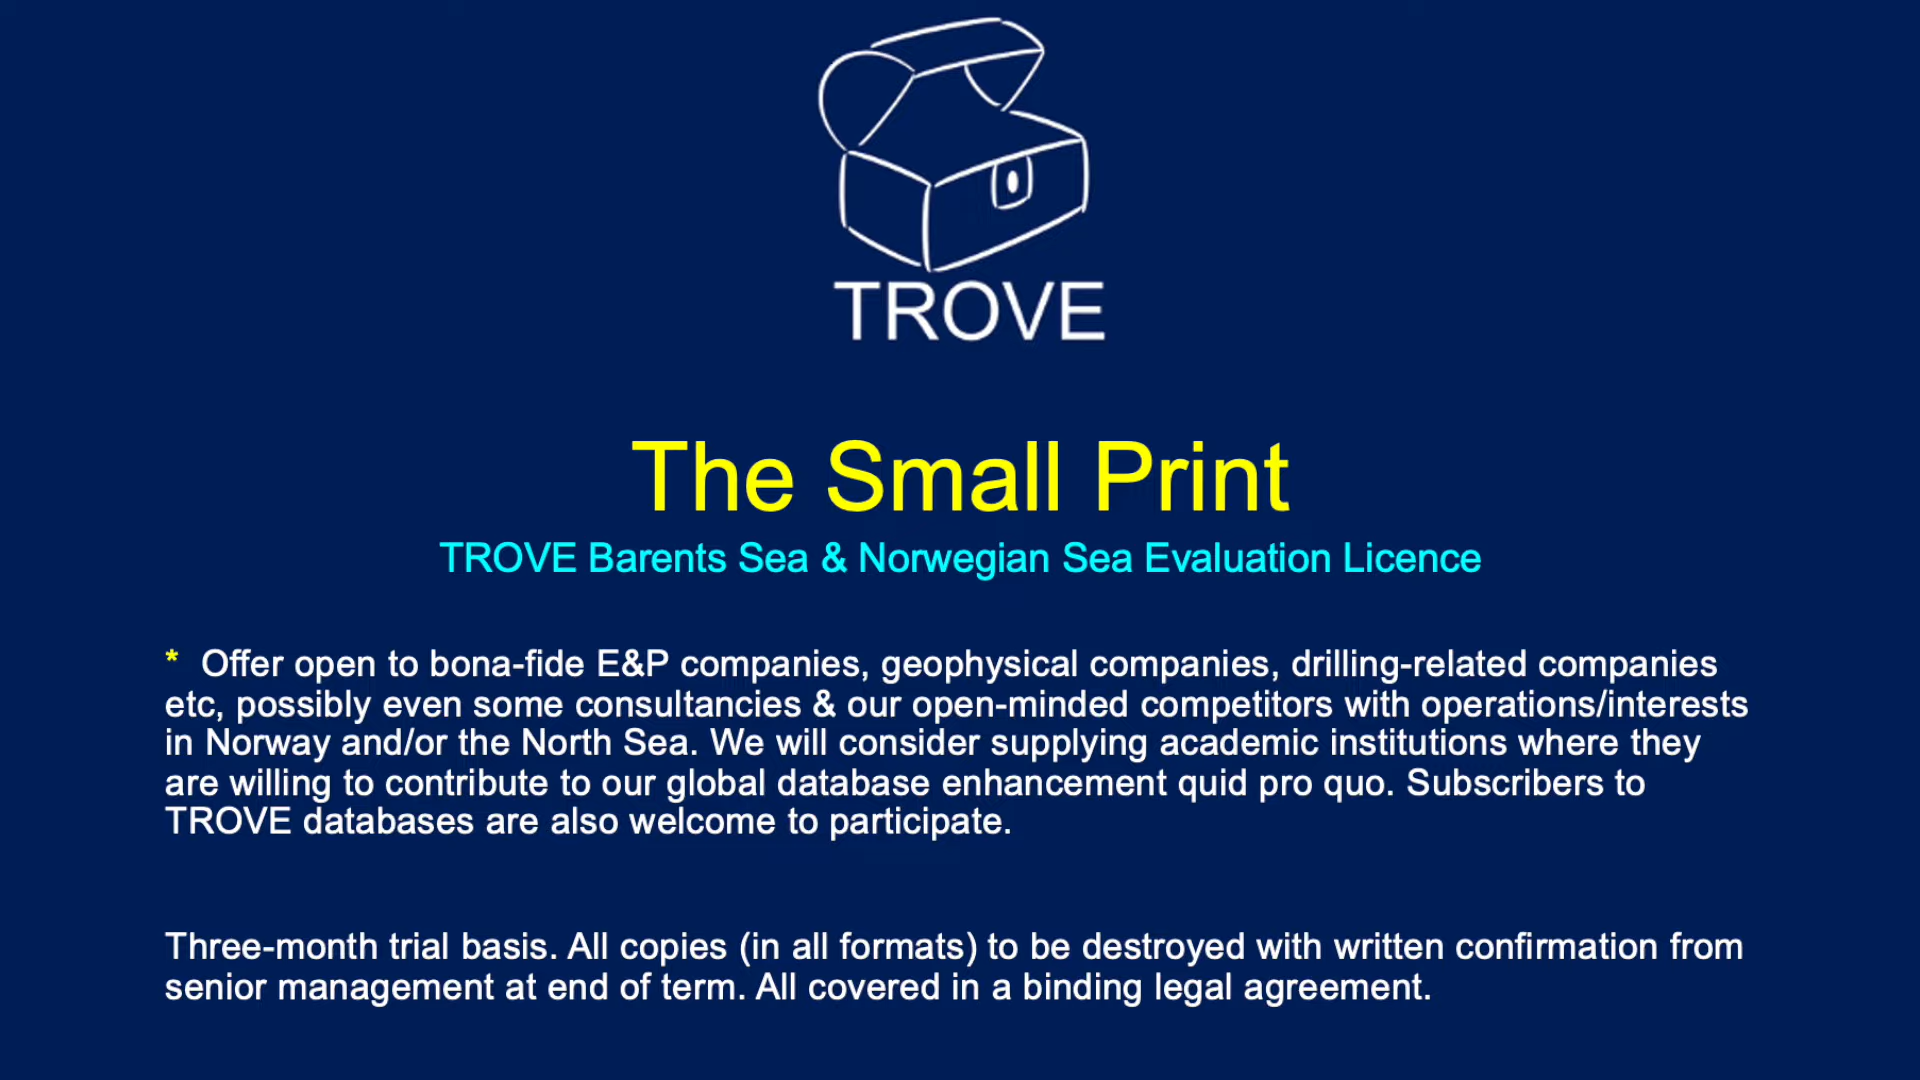 TROVE
The Small Print
TROVE Barents Sea & Norwegian Sea Evaluation Licence
* Offer open to bona-fide E&P companies, geophysical companies, drilling-related companies
etc, possibly even some consultancies & our open-minded competitors with operations/interests
in Norway and/or the North Sea. We will consider supplying academic institutions where they
are willing to contribute to our global database enhancement quid pro quo. Subscribers to
TROVE databases are also welcome to participate.
Three-month trial basis. All copies (in all formats) to be destroyed with written confirmation from
senior management at end of term. All covered in a binding legal agreement.